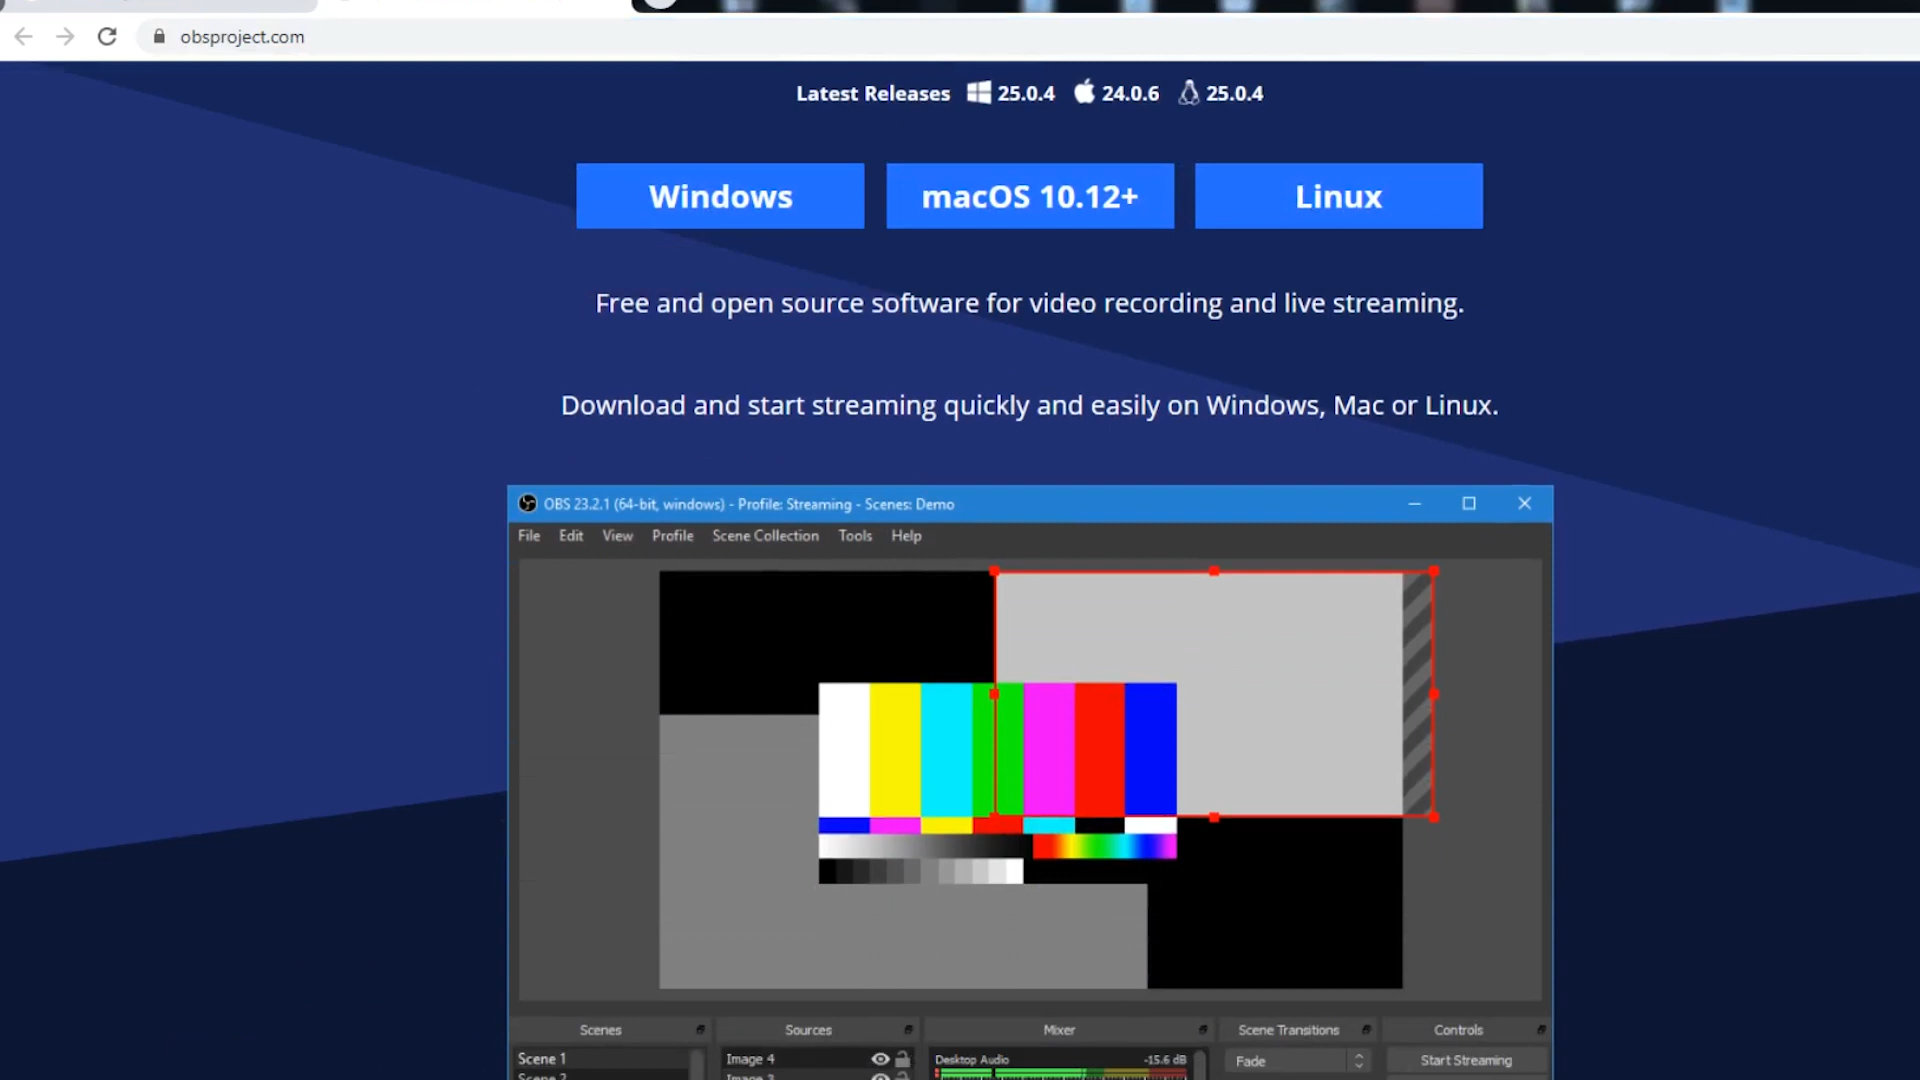 obsproject.com
Latest Releases 25.0.4 24.0.6 25.0.4
Windows macOS 10.12+ Linux
Free and open source software for video recording and live streaming.
Download and start streaming quickly and easily on Windows, Mac or Linux.
OBS 23.2.1 (64-bit, windows) - Profile: Streaming - Scenes: Demo
File Edit View Profile Scene Collection Tools Help
Scenes Sources Mixer Scene Transitions Controls
Scene 1 Image 4 Desktop Audio -15.6 dB Fade Start Streaming
Scene 2 Image 3